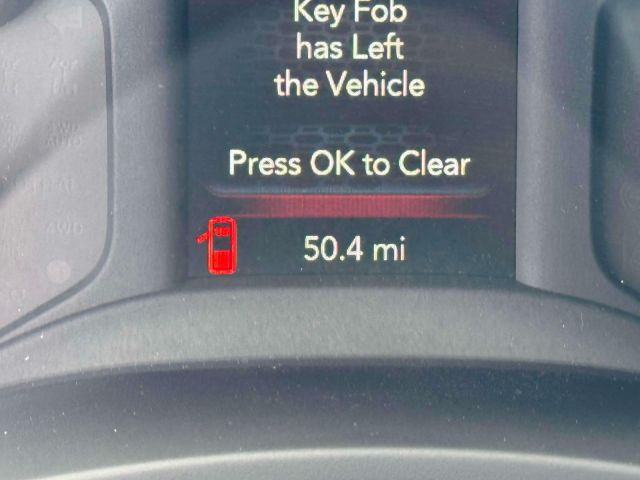 Key Fob
has Left
the Vehicle
Press OK to Clear
50.4 mi